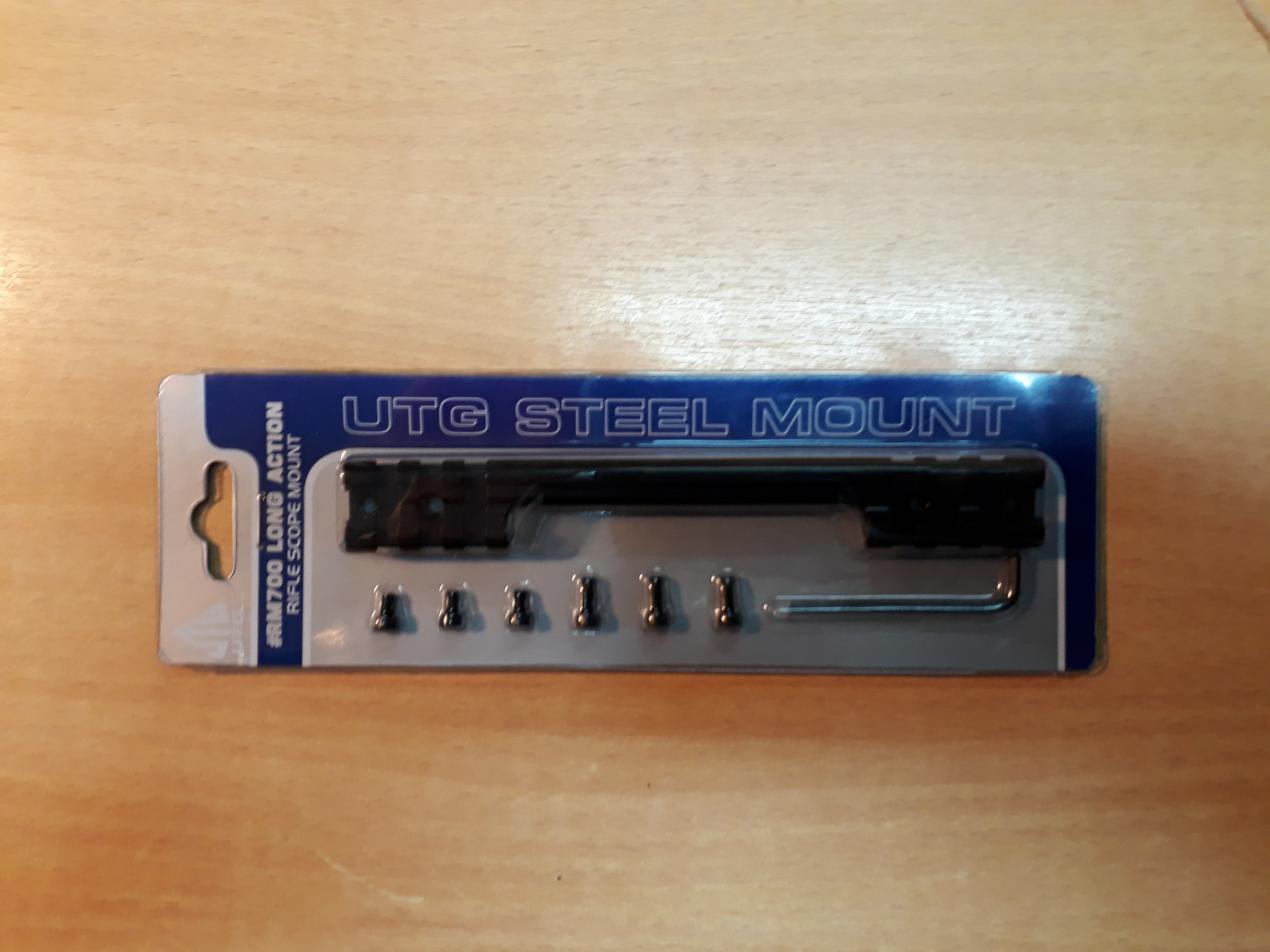 UTG STEEL MOUNT
#RM700 LONG ACTION
RIFLE SCOPE MOUNT